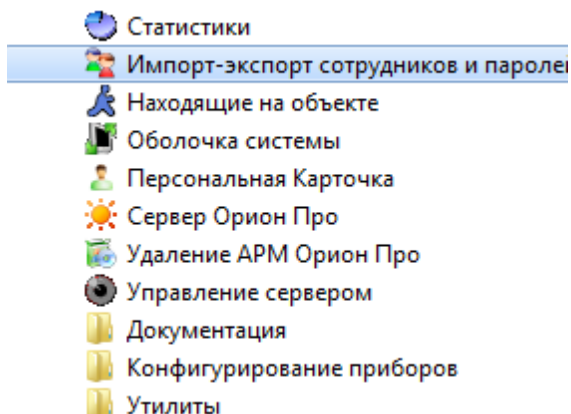 Статистики
Импорт-экспорт сотрудников и паролей
Находящие на объекте
Оболочка системы
Персональная Карточка
Сервер Орион Про
Удаление АРМ Орион Про
Управление сервером
Документация
Конфигурирование приборов
Утилиты